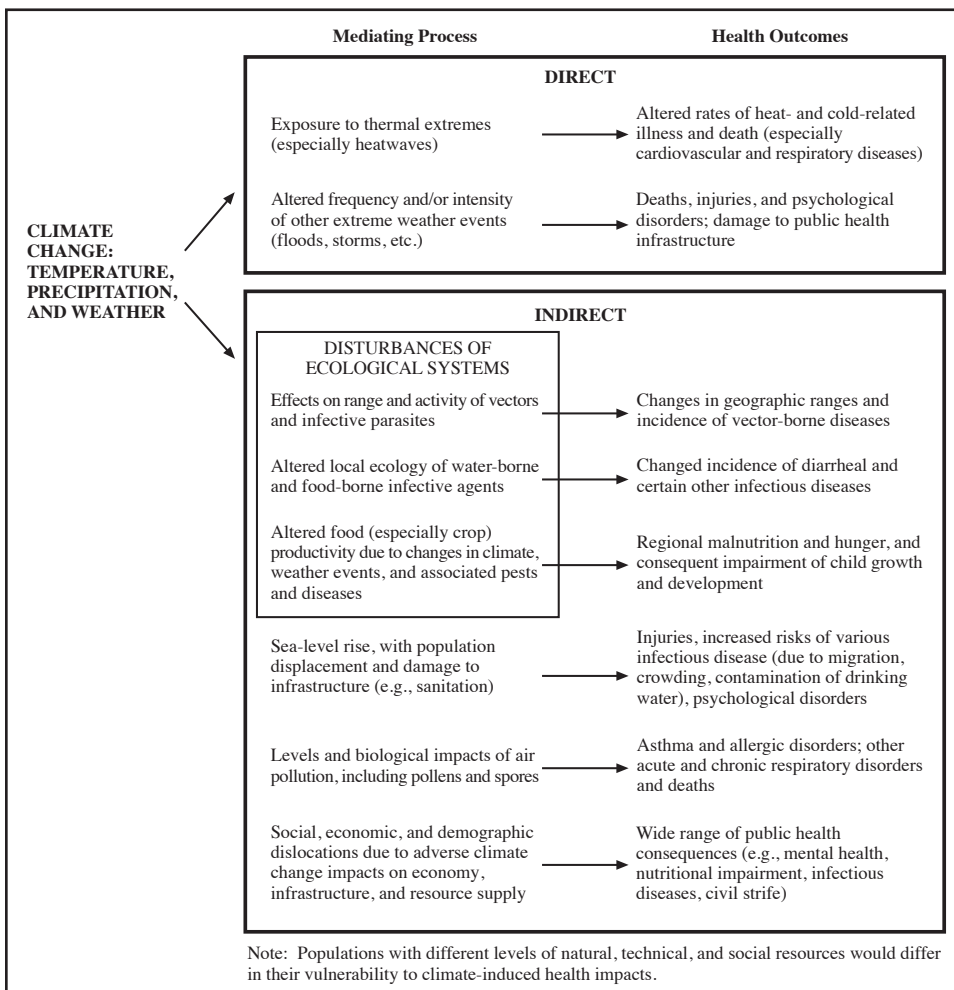 Mediating Process
Health Outcomes
DIRECT
Exposure to thermal extremes
(especially heatwaves)
Altered rates of heat- and cold-related
illness and death (especially
cardiovascular and respiratory diseases)
Altered frequency and/or intensity
of other extreme weather events
(floods, storms, etc.)
Deaths, injuries, and psychological
disorders; damage to public health
infrastructure
CLIMATE
CHANGE:
TEMPERATURE,
PRECIPITATION,
AND WEATHER
INDIRECT
DISTURBANCES OF
ECOLOGICAL SYSTEMS
Effects on range and activity of vectors
and infective parasites
Changes in geographic ranges and
incidence of vector-borne diseases
Altered local ecology of water-borne
and food-borne infective agents
Changed incidence of diarrheal and
certain other infectious diseases
Altered food (especially crop)
productivity due to changes in climate,
weather events, and associated pests
and diseases
Regional malnutrition and hunger, and
consequent impairment of child growth
and development
Sea-level rise, with population
displacement and damage to
infrastructure (e.g., sanitation)
Injuries, increased risks of various
infectious disease (due to migration,
crowding, contamination of drinking
water), psychological disorders
Levels and biological impacts of air
pollution, including pollens and spores
Asthma and allergic disorders; other
acute and chronic respiratory disorders
and deaths
Social, economic, and demographic
dislocations due to adverse climate
change impacts on economy,
infrastructure, and resource supply
Wide range of public health
consequences (e.g., mental health,
nutritional impairment, infectious
diseases, civil strife)
Note: Populations with different levels of natural, technical, and social resources would differ
in their vulnerability to climate-induced health impacts.